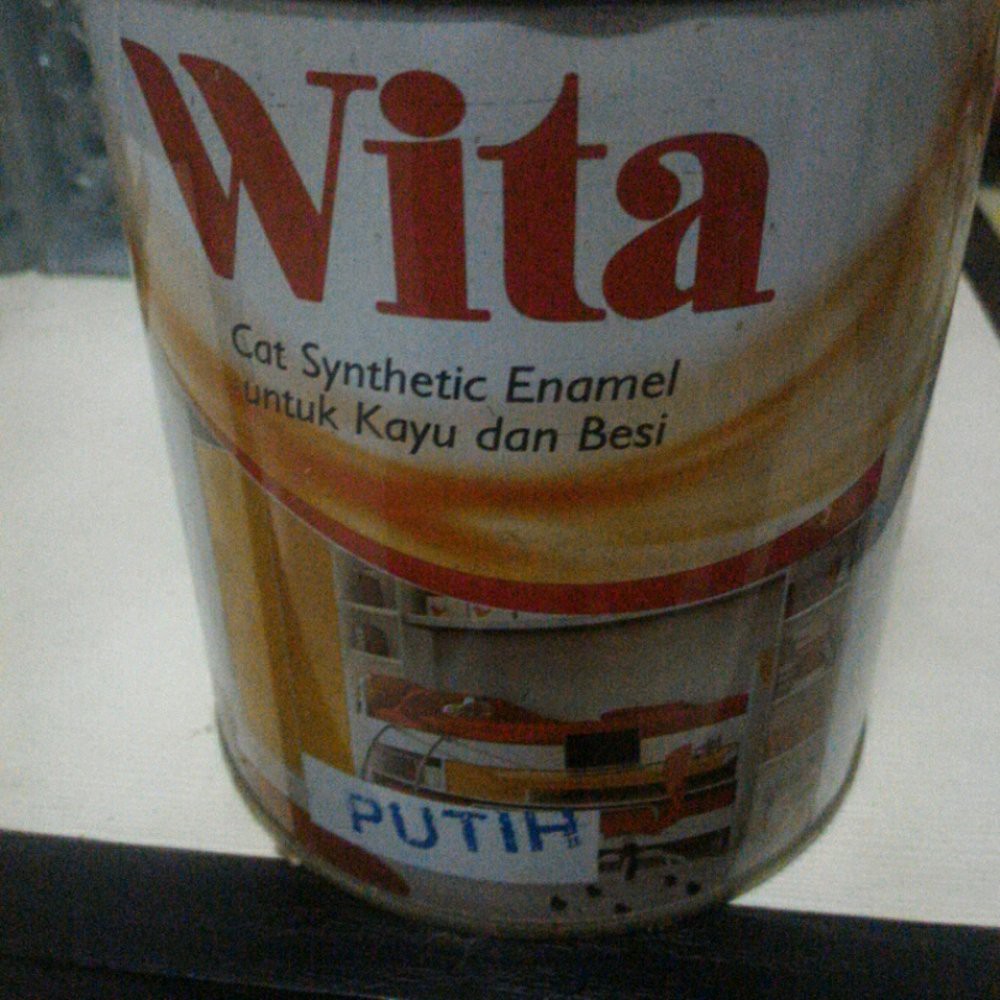 Wita
Cat Synthetic Enamel
untuk Kayu dan Besi
PUTIH